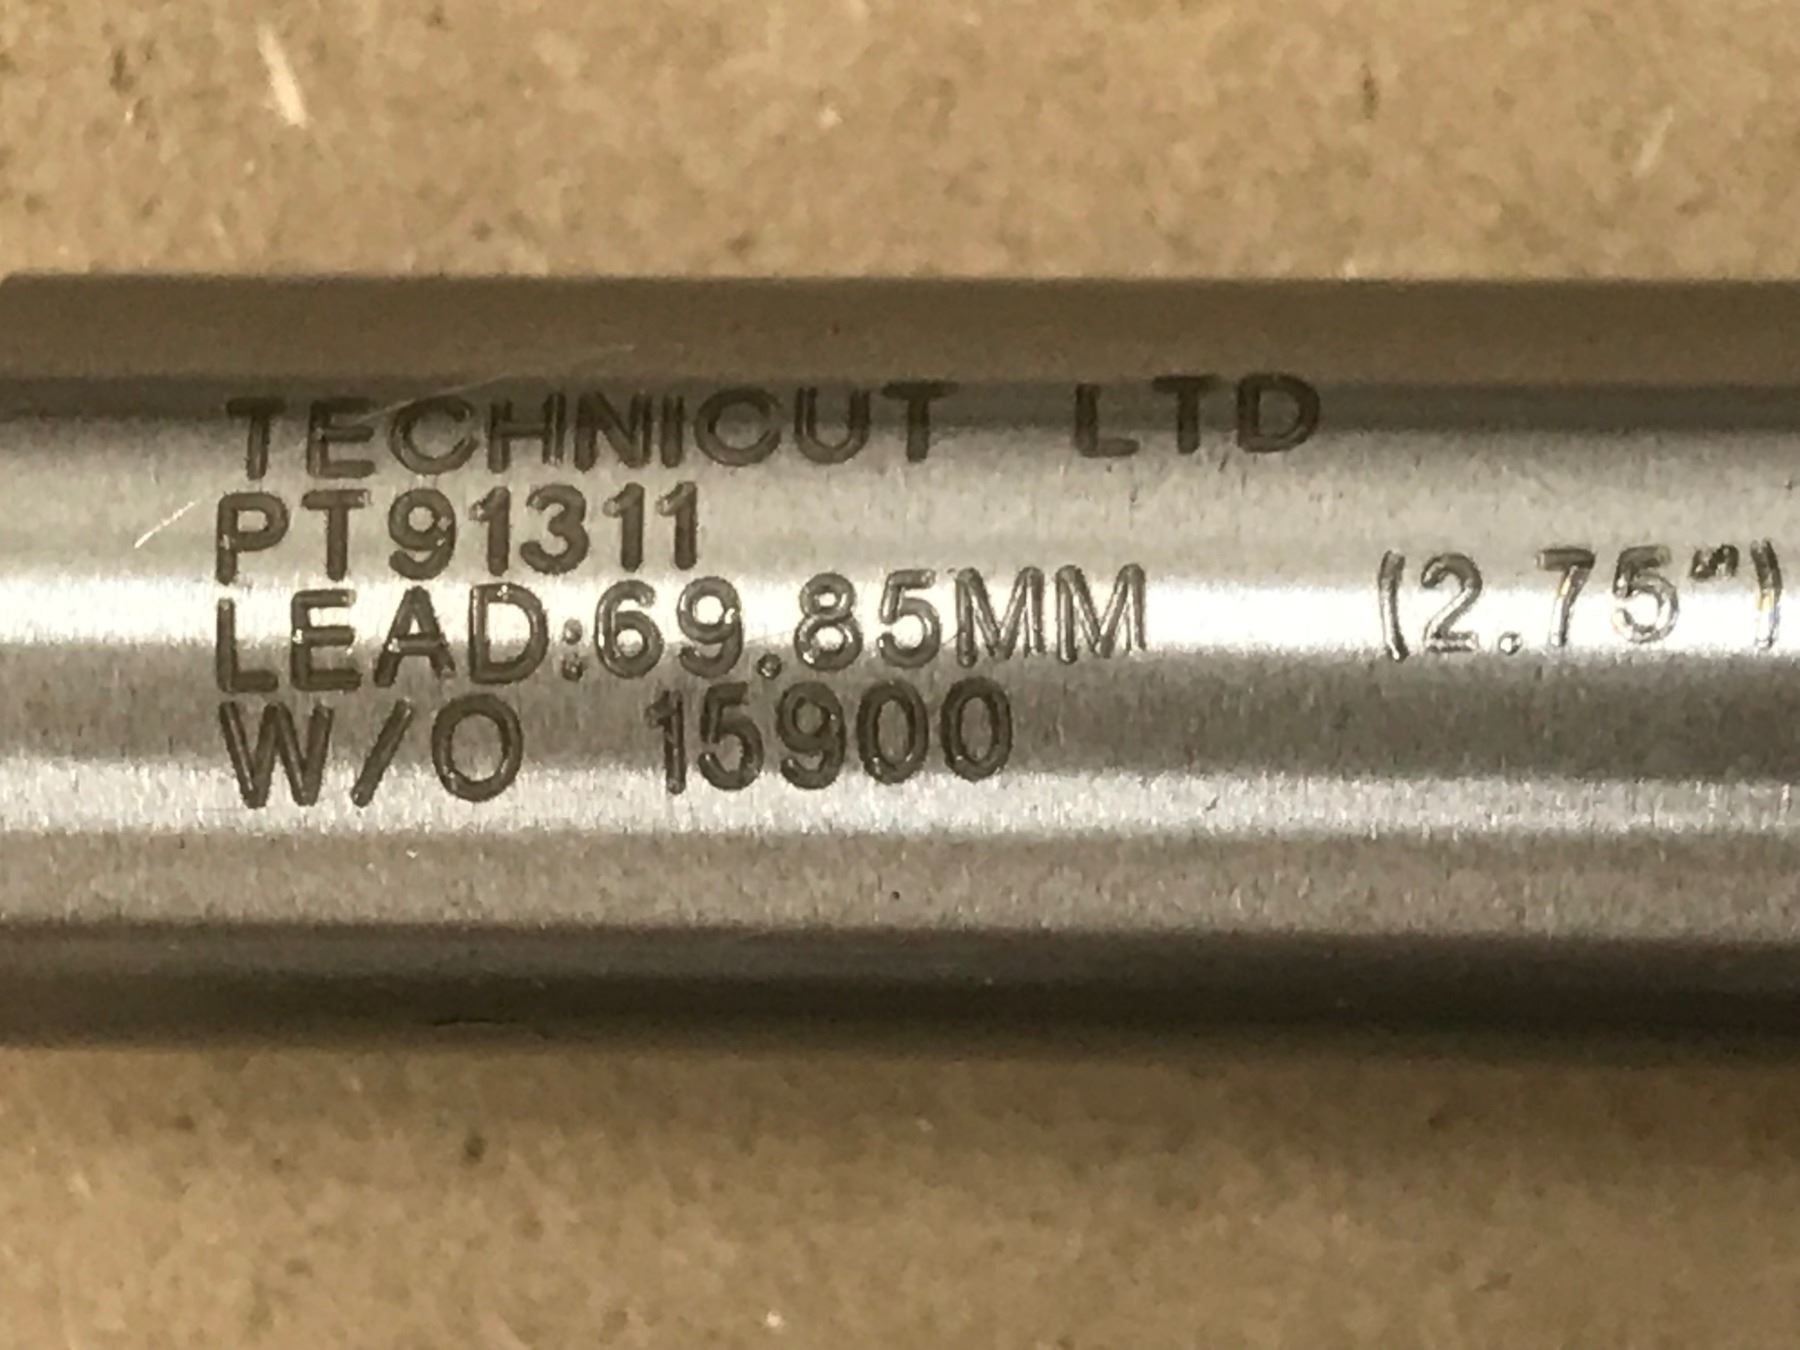 TECHNICUT LTD
PT91311
LEAD:69.85MM (2.75")
W/O 15900